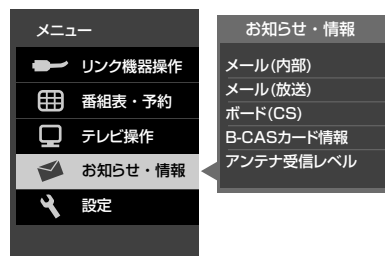 メニュー
リンク機器操作
番組表・予約
テレビ操作
お知らせ・情報
設定
お知らせ・情報
メール(内部)
メール(放送)
ボード(CS)
B-CASカード情報
アンテナ受信レベル